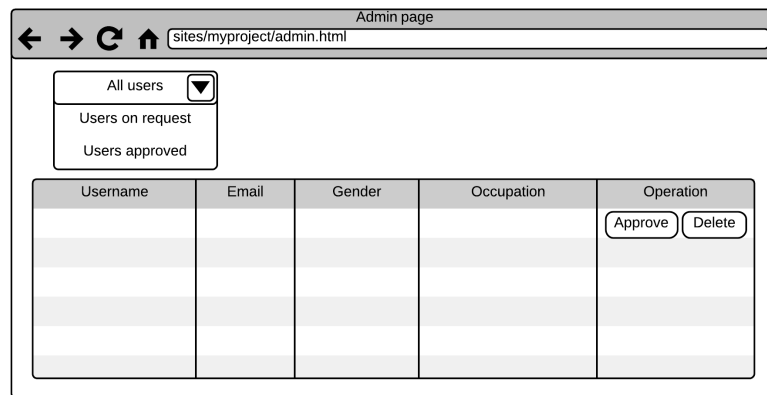 Admin page
sites/myproject/admin.html
All users
Users on request
Users approved
Username Email Gender Occupation Operation
Approve Delete